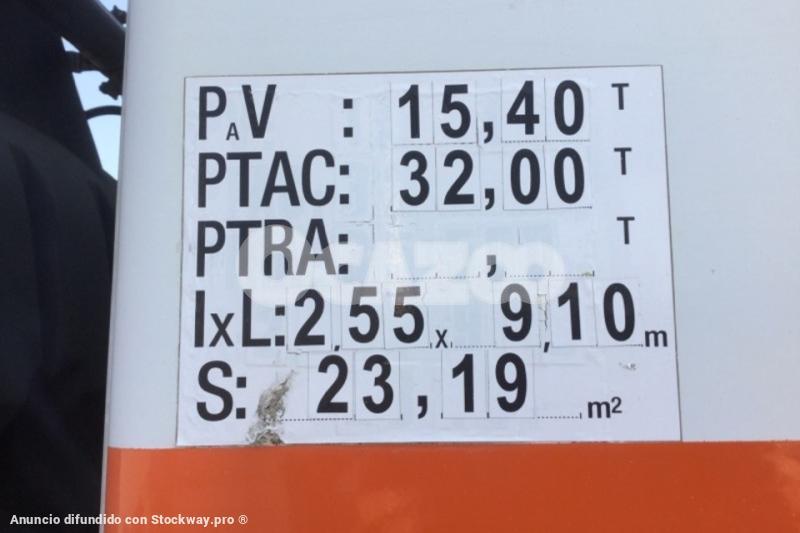 PAV : 15,40 T
PTAC: 32,00 T
PTRA: , T
IxL: 2,55 x 9,10 m
S: 23,19 m²
OCAZOO
Anuncio difundido con Stockway.pro ®